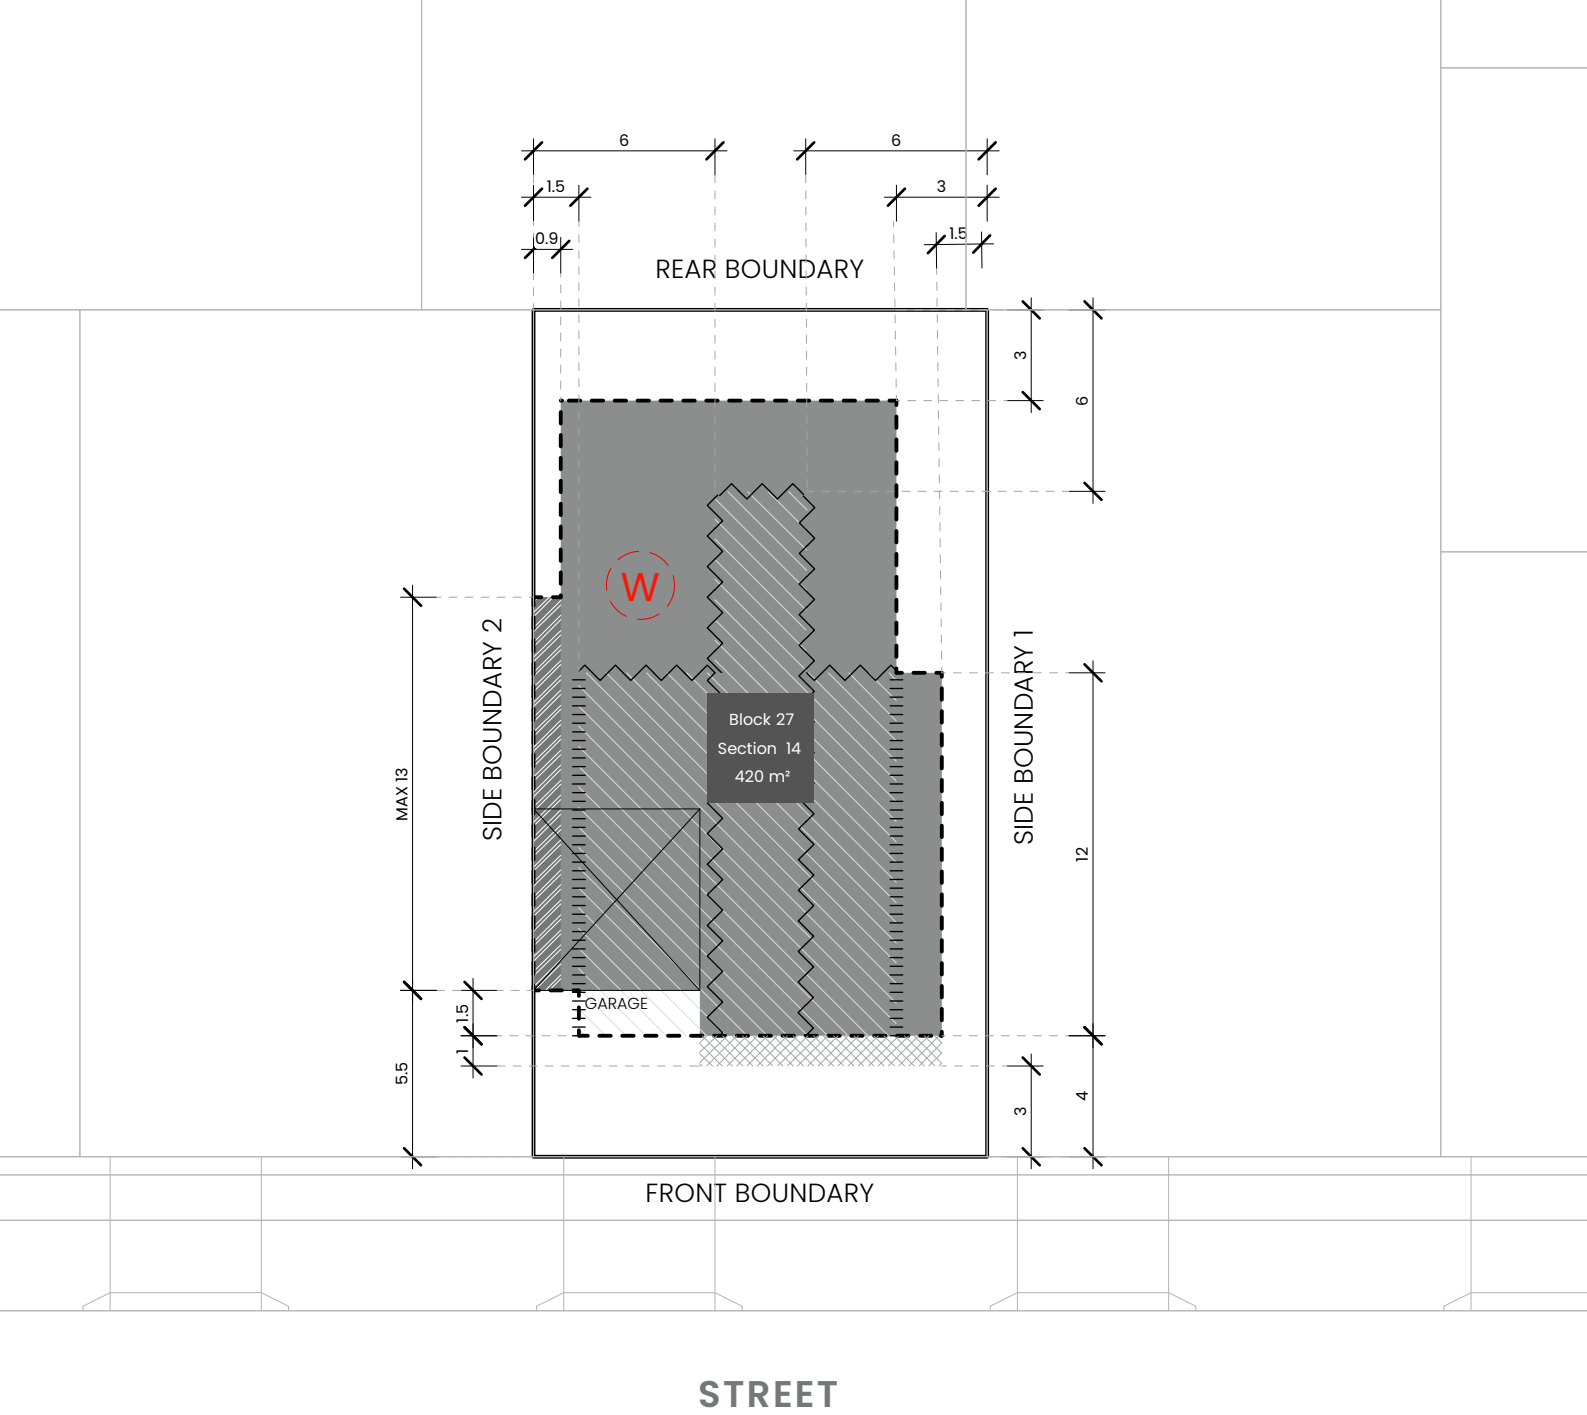 6
6
1.5
3
0.9
1.5
REAR BOUNDARY
3
6
W
SIDE BOUNDARY 2
SIDE BOUNDARY 1
Block 27
Section 14
420 m²
MAX 13
12
GARAGE
1.5
1
5.5
3
4
FRONT BOUNDARY
STREET